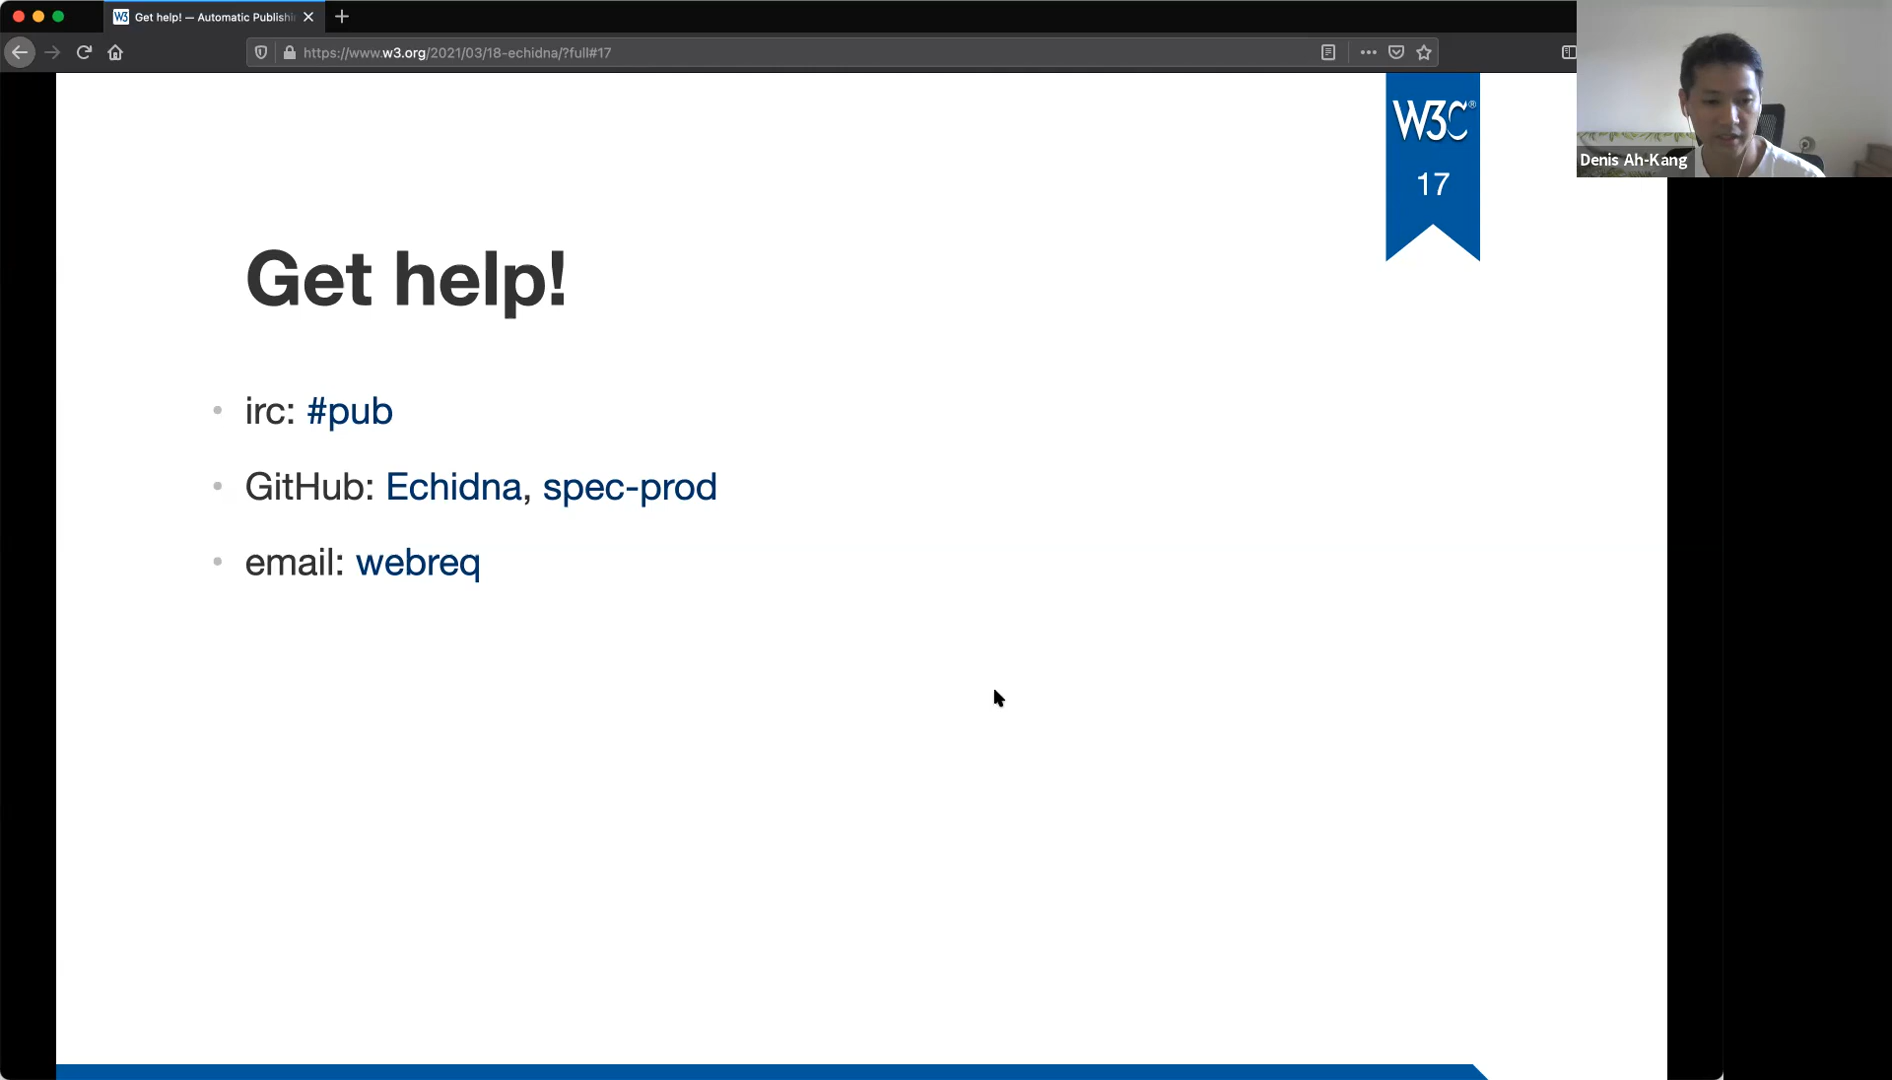 Get help! — Automatic Publishi
https://www.w3.org/2021/03/18-echidna/?full#17
W3C®
17
Denis Ah-Kang
Get help!
• irc: #pub
• GitHub: Echidna, spec-prod
• email: webreq